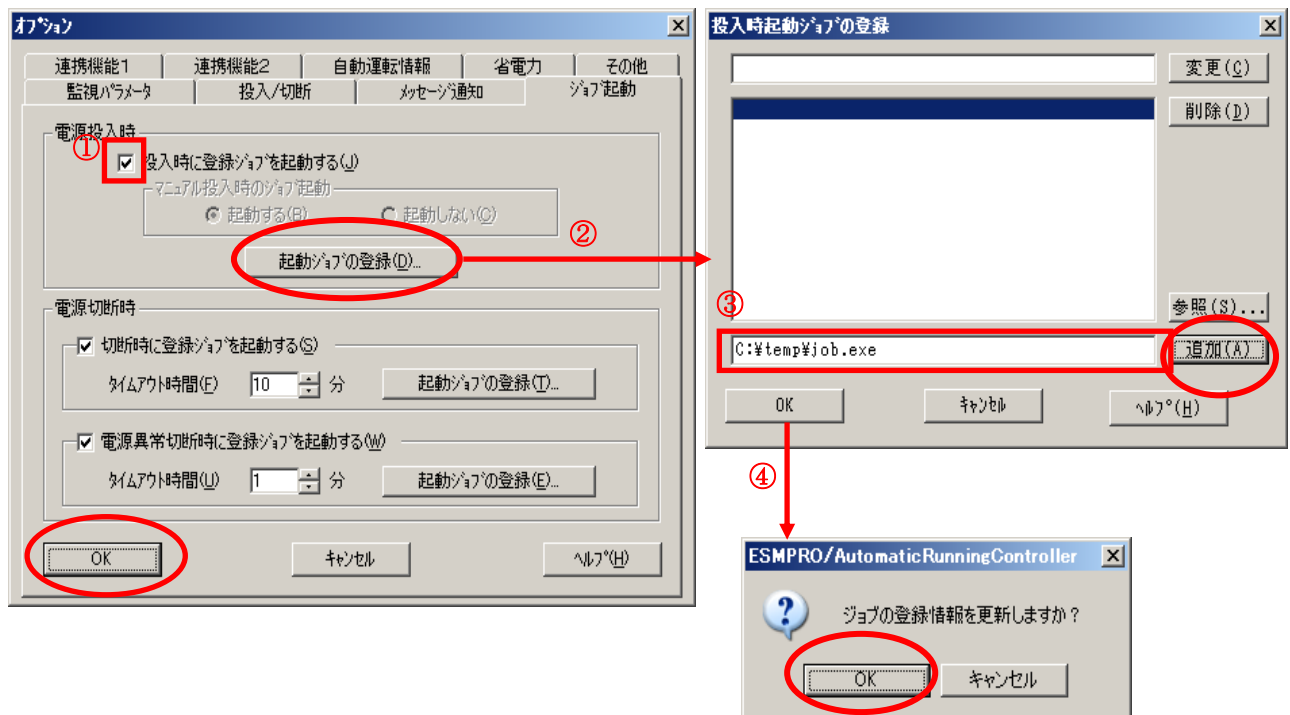 オプション
連携機能1 連携機能2 自動運転情報 省電力 その他
監視パラメータ 投入/切断 メッセージ通知 ジョブ起動
電源投入時
①
投入時に登録ジョブを起動する(J)
マニュアル投入時のジョブ起動
起動する(B) 起動しない(C)
②
起動ジョブの登録(D)...
電源切断時
切断時に登録ジョブを起動する(S)
タイムアウト時間(F) 10 分 起動ジョブの登録(T)...
電源異常切断時に登録ジョブを起動する(W)
タイムアウト時間(U) 1 分 起動ジョブの登録(E)...
OK キャンセル ヘルプ(H)
投入時起動ジョブの登録
変更(C)
削除(D)
③
参照(S)...
C:¥temp¥job.exe 追加(A)
OK キャンセル ヘルプ(H)
④
ESMPRO/AutomaticRunningController
ジョブの登録情報を更新しますか？
OK キャンセル